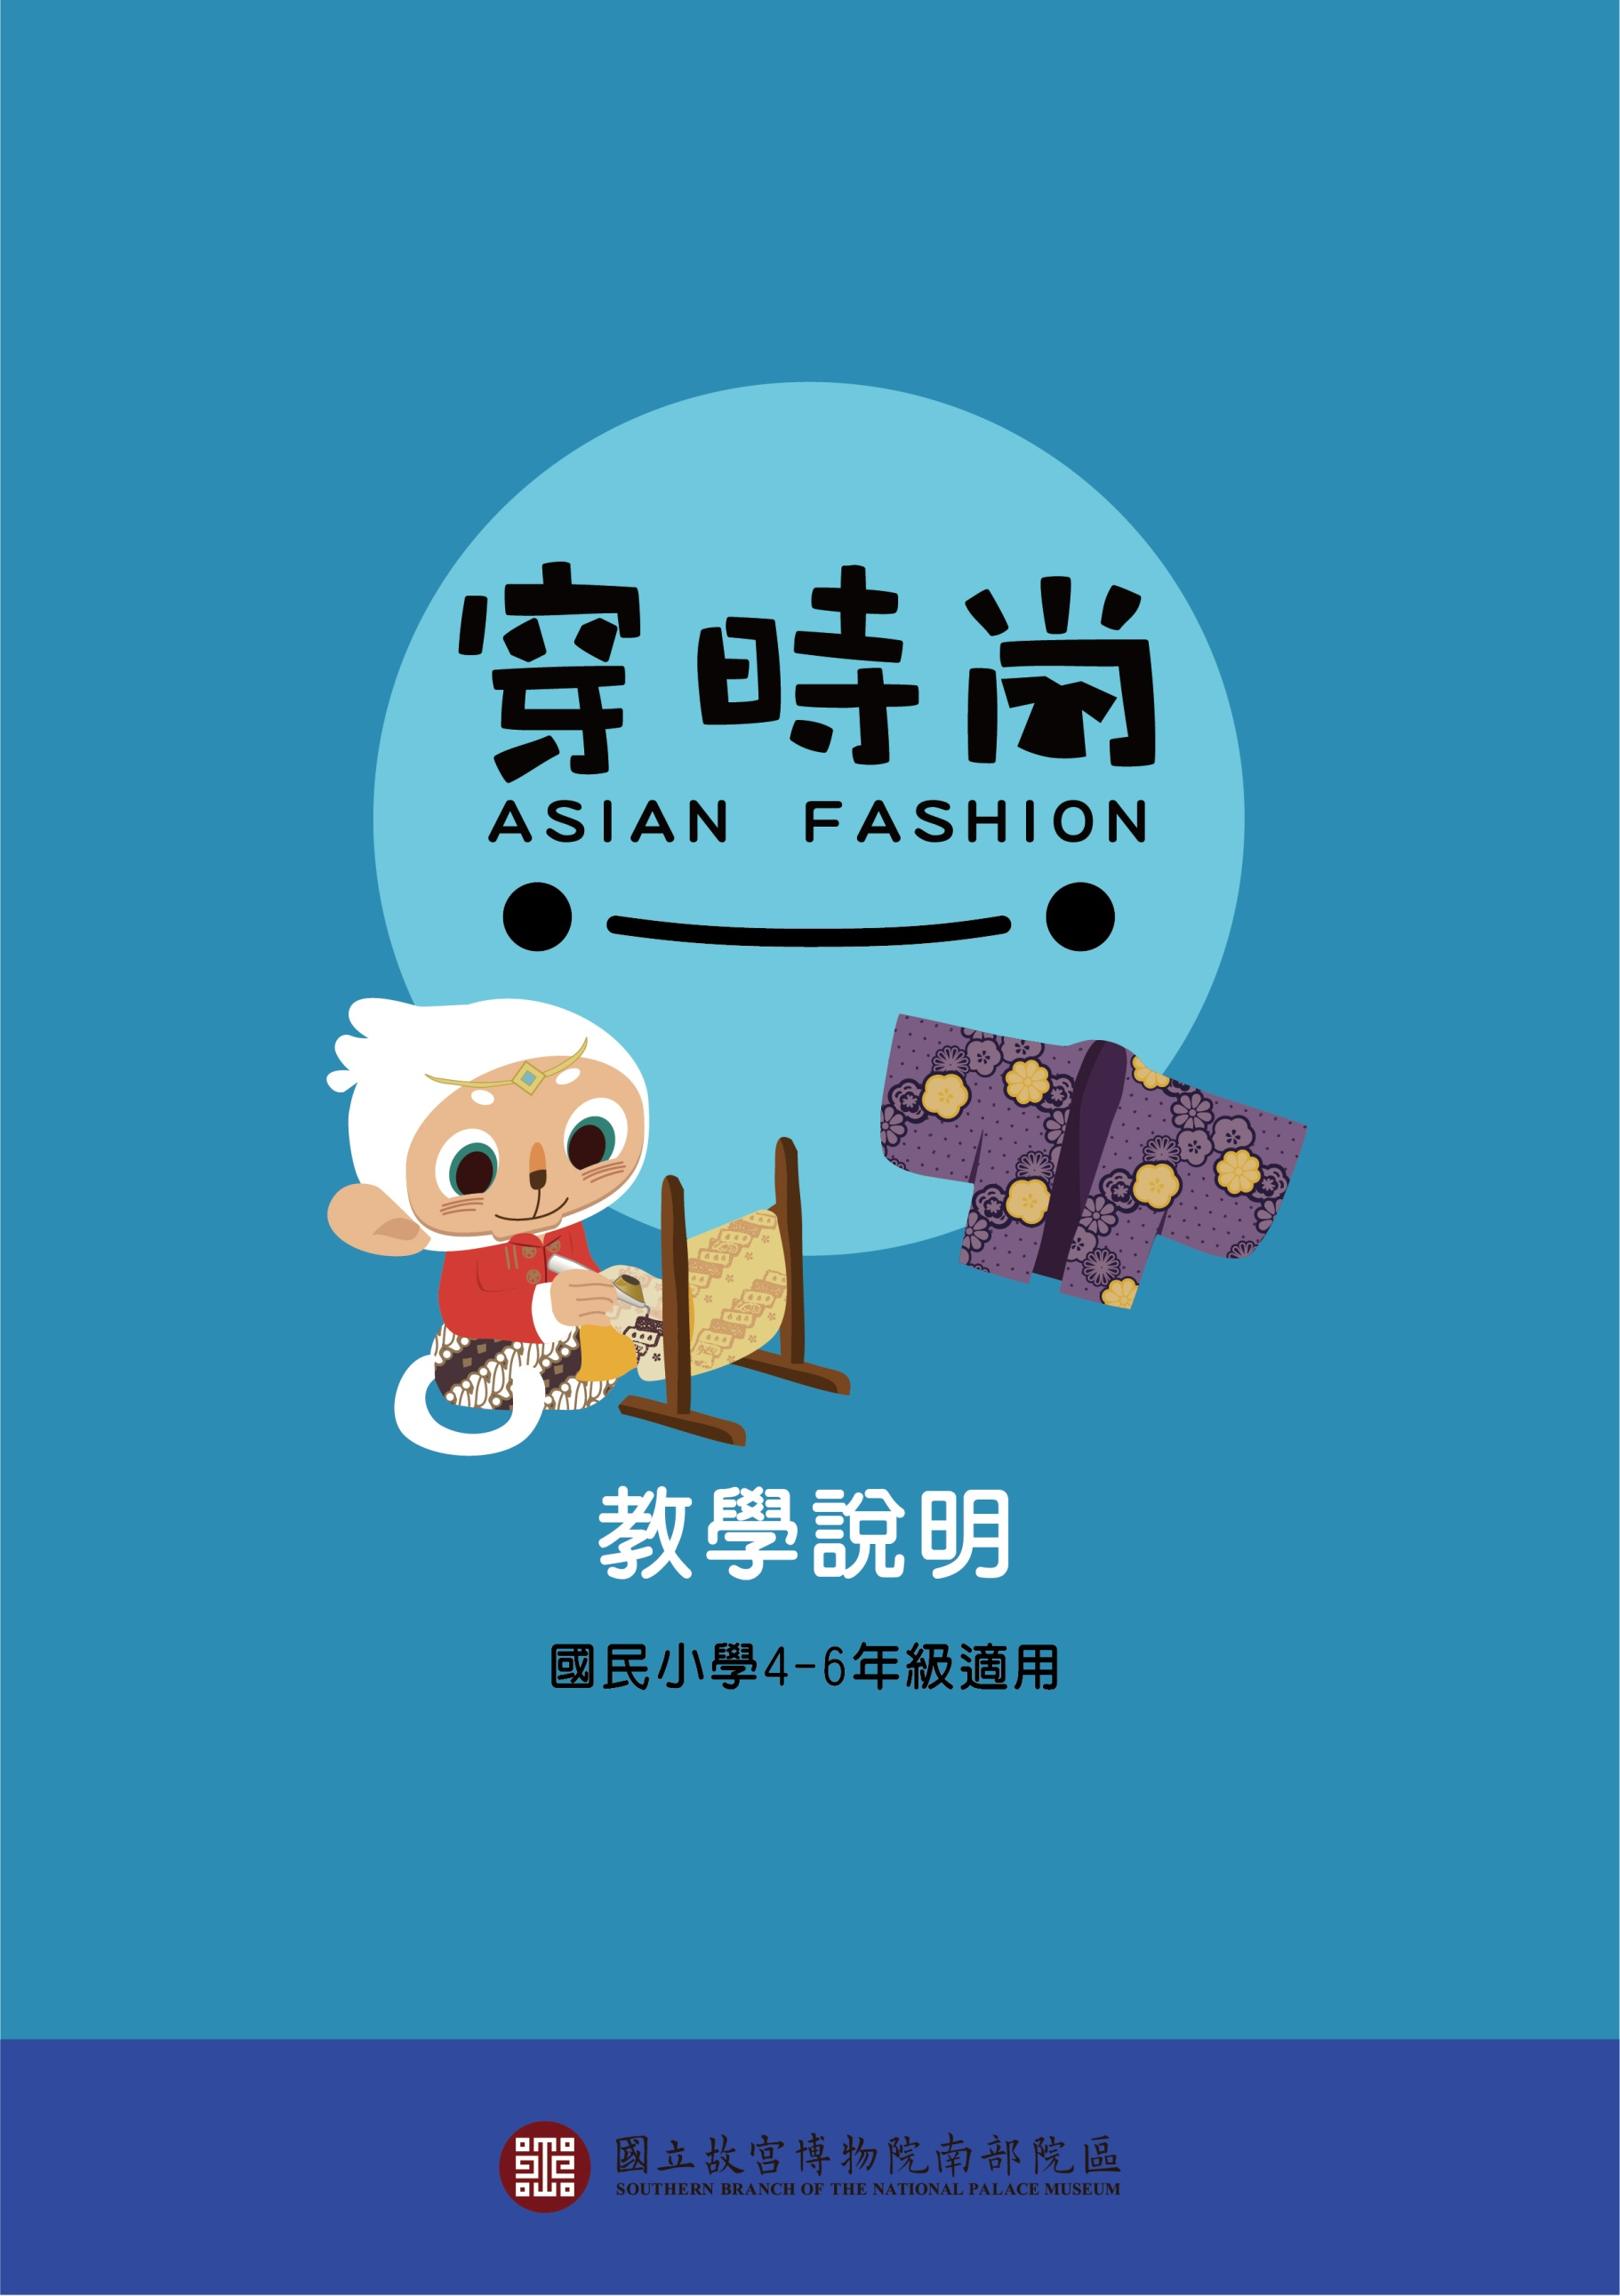 穿時尚
ASIAN FASHION
教學說明
國民小學4-6年級適用
國立故宮博物院南部院區
SOUTHERN BRANCH OF THE NATIONAL PALACE MUSEUM